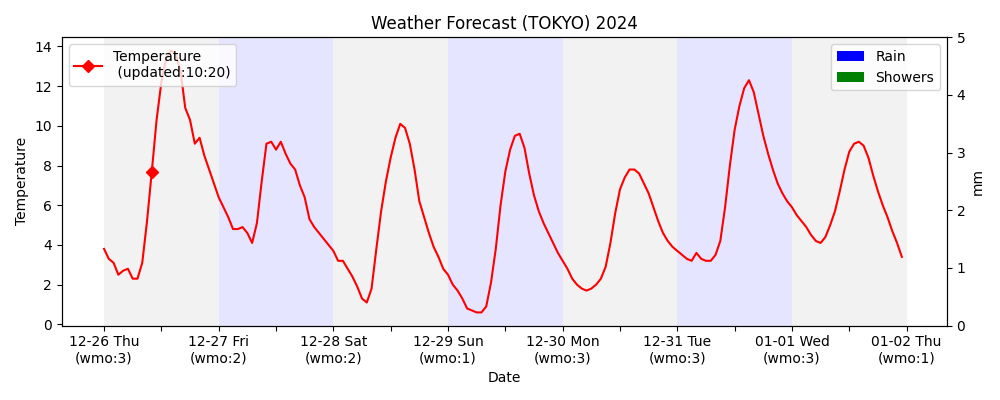 Weather Forecast (TOKYO) 2024
Temperature
(updated:10:20)
Rain
Showers
14
12
10
8
6
4
2
0
Temperature
5
4
3
2
1
0
mm
12-26 Thu
(wmo:3)
12-27 Fri
(wmo:2)
12-28 Sat
(wmo:2)
12-29 Sun
(wmo:1)
12-30 Mon
(wmo:3)
12-31 Tue
(wmo:3)
01-01 Wed
(wmo:3)
01-02 Thu
(wmo:1)
Date